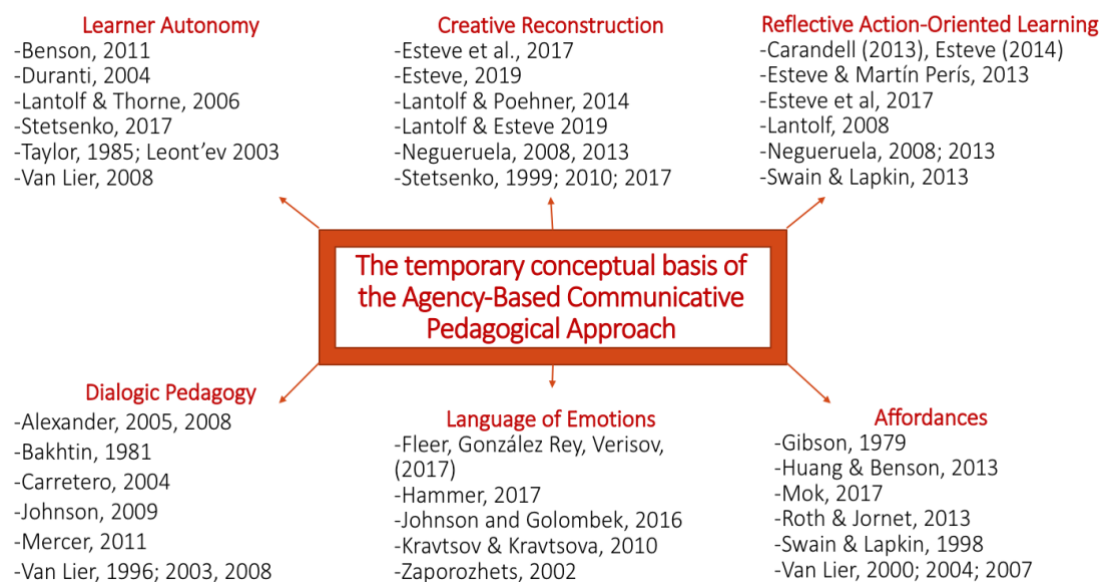 Learner Autonomy
-Benson, 2011
-Duranti, 2004
-Lantolf & Thorne, 2006
-Stetsenko, 2017
-Taylor, 1985; Leont’ev 2003
-Van Lier, 2008
Creative Reconstruction
-Esteve et al., 2017
-Esteve, 2019
-Lantolf & Poehner, 2014
-Lantolf & Esteve 2019
-Negueruela, 2008, 2013
-Stetsenko, 1999; 2010; 2017
Reflective Action-Oriented Learning
-Carandell (2013), Esteve (2014)
-Esteve & Martín Perís, 2013
-Esteve et al, 2017
-Lantolf, 2008
-Negueruela, 2008; 2013
-Swain & Lapkin, 2013
The temporary conceptual basis of
the Agency-Based Communicative
Pedagogical Approach
Dialogic Pedagogy
-Alexander, 2005, 2008
-Bakhtin, 1981
-Carretero, 2004
-Johnson, 2009
-Mercer, 2011
-Van Lier, 1996; 2003, 2008
Language of Emotions
-Fleer, González Rey, Verisov,
(2017)
-Hammer, 2017
-Johnson and Golombek, 2016
-Kravtsov & Kravtsova, 2010
-Zaporozhets, 2002
Affordances
-Gibson, 1979
-Huang & Benson, 2013
-Mok, 2017
-Roth & Jornet, 2013
-Swain & Lapkin, 1998
-Van Lier, 2000; 2004; 2007